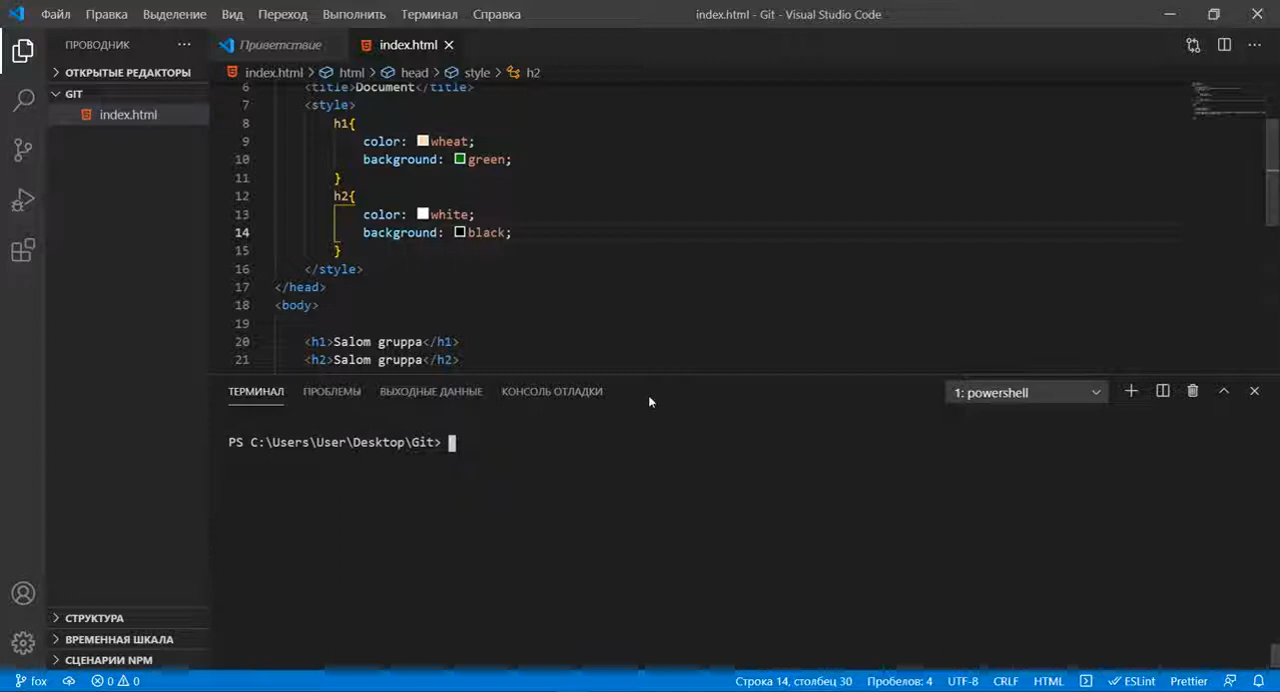 Файл Правка Выделение Вид Переход Выполнить Терминал Справка index.html - Git - Visual Studio Code
ПРОВОДНИК
Приветствие index.html
ОТКРЫТЫЕ РЕДАКТОРЫ
index.html > html > head > style > h2
GIT
index.html
6 <title>Document</title>
7 <style>
8 h1{
9 color: wheat;
10 background: green;
11 }
12 h2{
13 color: white;
14 background: black;
15 }
16 </style>
17 </head>
18 <body>
19
20 <h1>Salom gruppa</h1>
21 <h2>Salom gruppa</h2>
ТЕРМИНАЛ ПРОБЛЕМЫ ВЫХОДНЫЕ ДАННЫЕ КОНСОЛЬ ОТЛАДКИ 1: powershell
PS C:\Users\User\Desktop\Git>
СТРУКТУРА
ВРЕМЕННАЯ ШКАЛА
СЦЕНАРИИ NPM
fox 0 0 Строка 14, столбец 30 Пробелов: 4 UTF-8 CRLF HTML ESLint Prettier